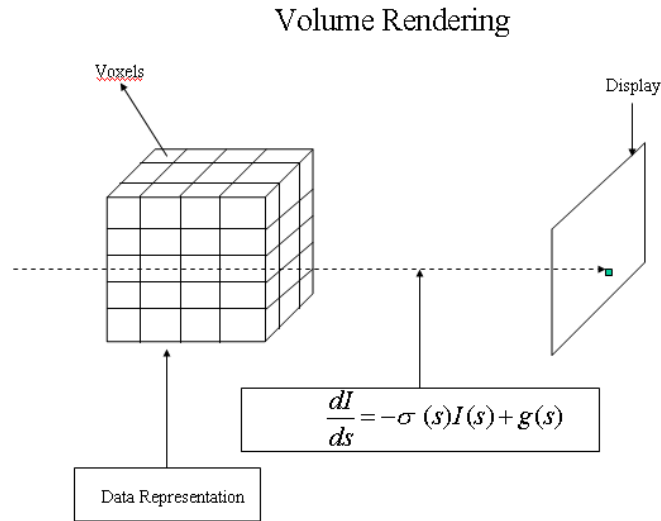 Volume Rendering
Voxels
Display
dI/ds = -σ (s)I(s) + g(s)
Data Representation